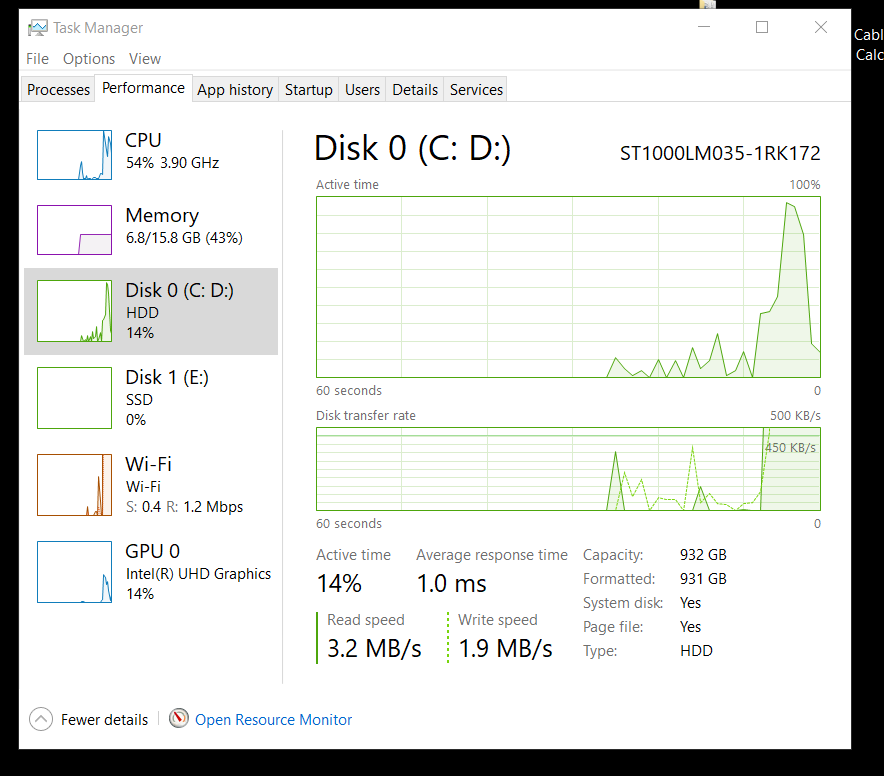 Task Manager
File Options View
Processes Performance App history Startup Users Details Services
CPU
54% 3.90 GHz
Memory
6.8/15.8 GB (43%)
Disk 0 (C: D:)
HDD
14%
Disk 1 (E:)
SSD
0%
Wi-Fi
Wi-Fi
S: 0.4 R: 1.2 Mbps
GPU 0
Intel(R) UHD Graphics
14%
Disk 0 (C: D:) ST1000LM035-1RK172
Active time 100%
60 seconds 0
Disk transfer rate 500 KB/s
450 KB/s
60 seconds 0
Active time Average response time
14% 1.0 ms
Read speed Write speed
3.2 MB/s 1.9 MB/s
Capacity: 932 GB
Formatted: 931 GB
System disk: Yes
Page file: Yes
Type: HDD
Fewer details Open Resource Monitor
Cabl
Calc